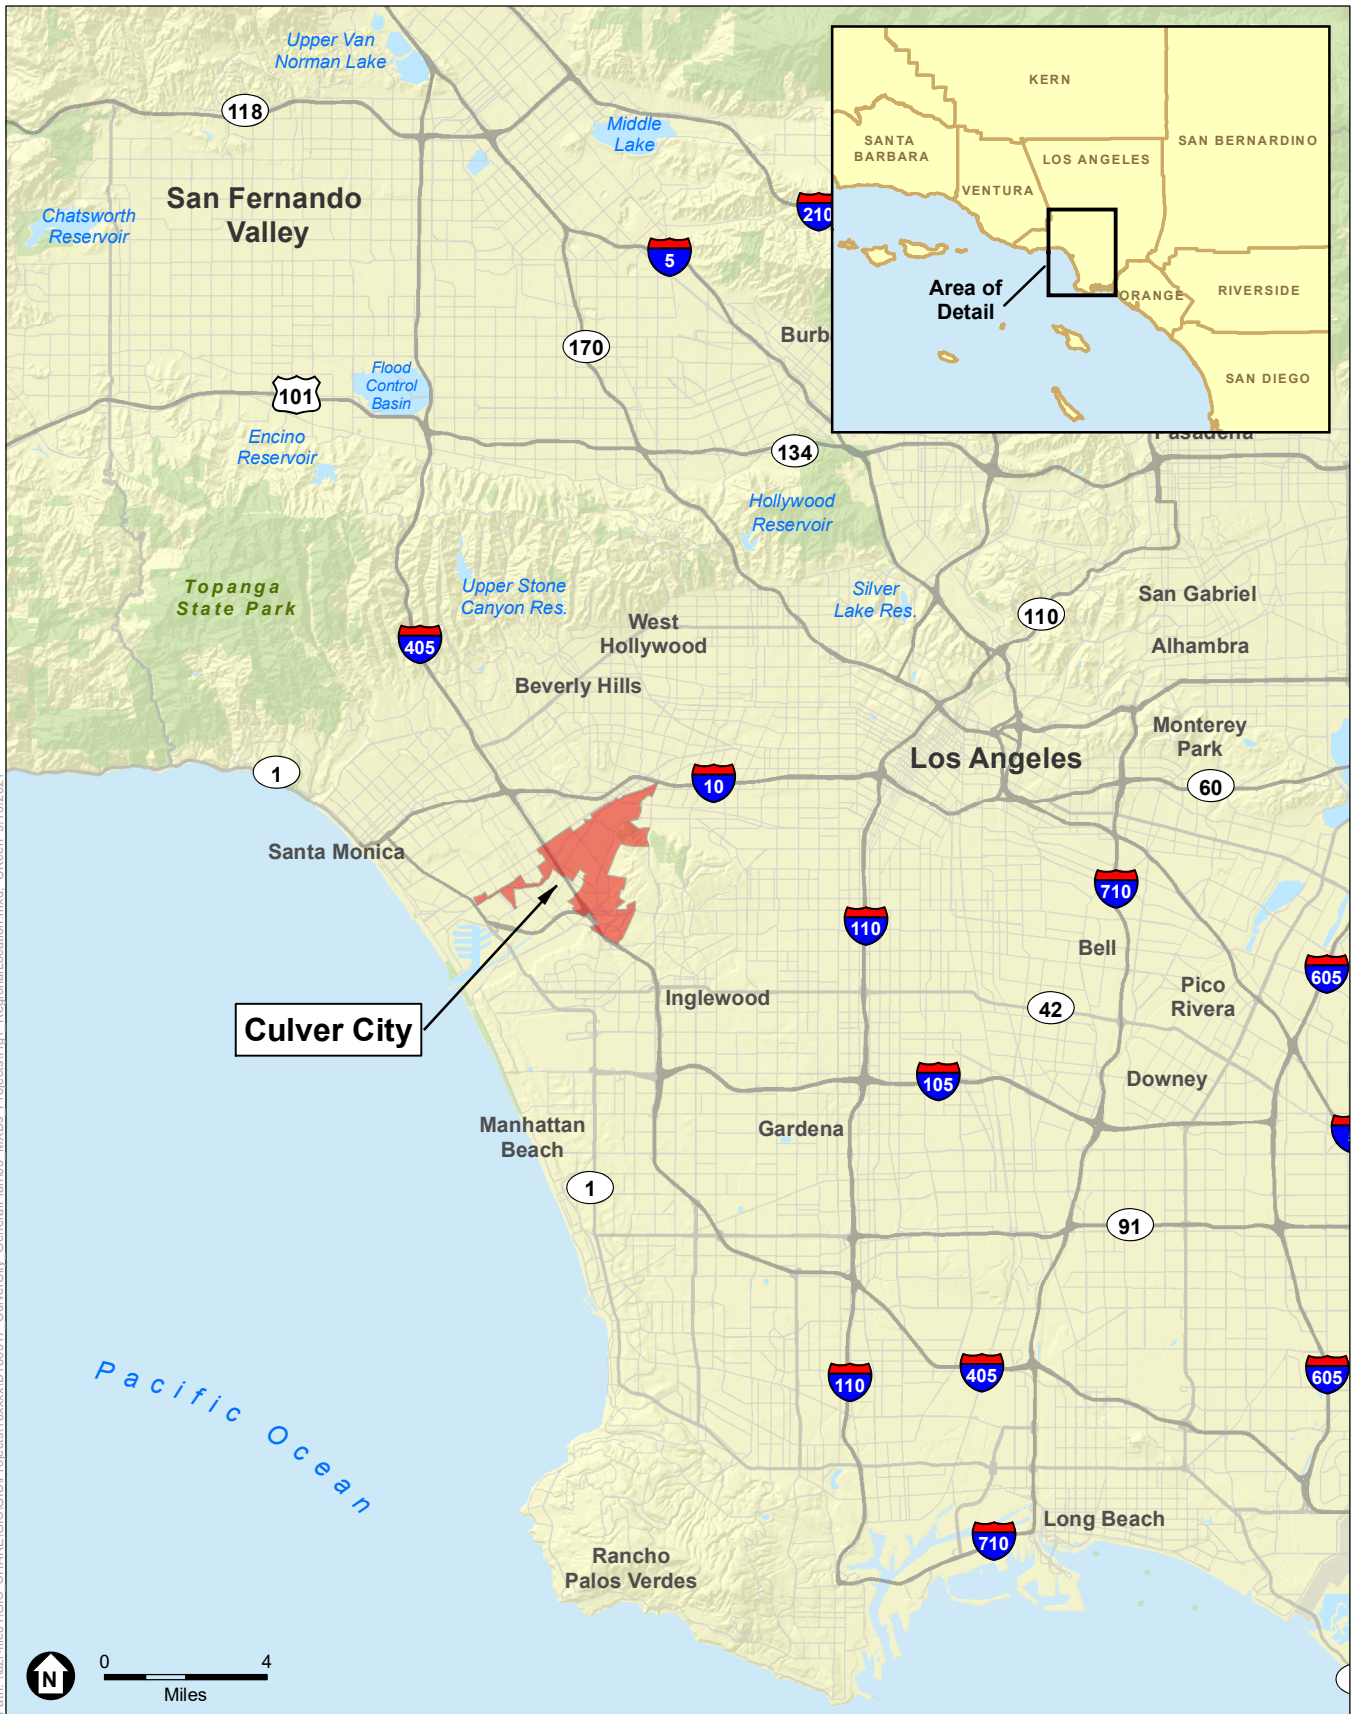 Upper Van
Norman Lake
118
Middle
Lake
San Fernando
Valley
Chatsworth
Reservoir
210
5
KERN
SANTA
BARBARA
LOS ANGELES
SAN BERNARDINO
VENTURA
Area of
Detail
ORANGE
RIVERSIDE
SAN DIEGO
170
Burb
Flood
Control
Basin
101
Encino
Reservoir
134
Pasadena
Hollywood
Reservoir
Topanga
State Park
Upper Stone
Canyon Res.
Silver
Lake Res.
110
San Gabriel
405
West
Hollywood
Alhambra
Beverly Hills
Monterey
Park
Los Angeles
1
10
60
Santa Monica
710
110
Bell
605
Inglewood
Pico
Rivera
42
Culver City
105
Downey
Manhattan
Beach
Gardena
1
91
Pacific Ocean
110
405
605
Long Beach
710
Rancho
Palos Verdes
N
0 4
Miles